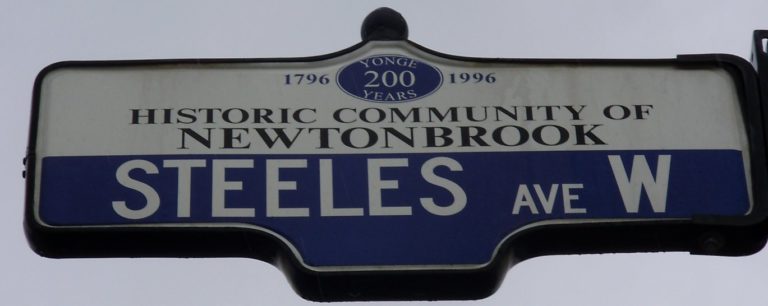 YONGE
1796 200 1996
YEARS
HISTORIC COMMUNITY OF
NEWTONBROOK
STEELES AVE W